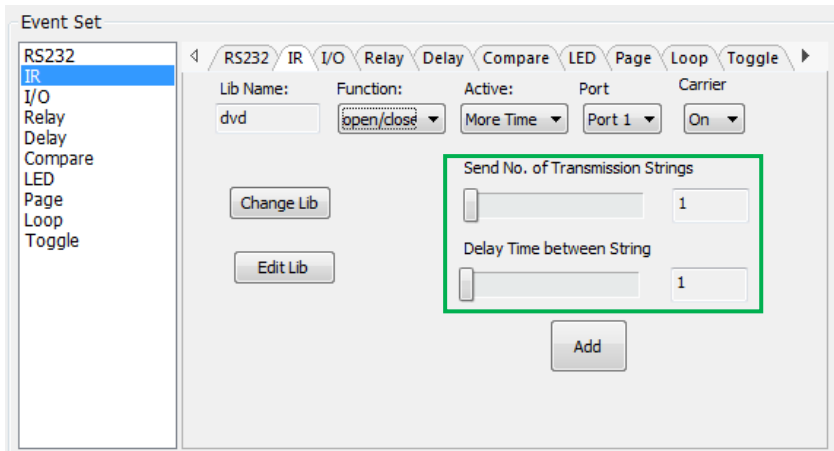 Event Set
RS232
IR
I/O
Relay
Delay
Compare
LED
Page
Loop
Toggle
RS232 IR I/O Relay Delay Compare LED Page Loop Toggle
Lib Name: Function: Active: Port Carrier
dvd open/close More Time Port 1 On
Send No. of Transmission Strings
Change Lib 1
Delay Time between String
Edit Lib 1
Add